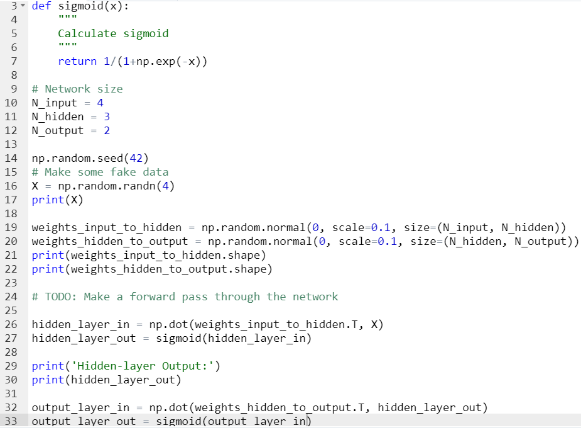 3 def sigmoid(x):
4 """
5 Calculate sigmoid
6 """
7 return 1/(1+np.exp(-x))
8
9 # Network size
10 N_input = 4
11 N_hidden = 3
12 N_output = 2
13
14 np.random.seed(42)
15 # Make some fake data
16 X = np.random.randn(4)
17 print(X)
18
19 weights_input_to_hidden = np.random.normal(0, scale=0.1, size=(N_input, N_hidden))
20 weights_hidden_to_output = np.random.normal(0, scale=0.1, size=(N_hidden, N_output))
21 print(weights_input_to_hidden.shape)
22 print(weights_hidden_to_output.shape)
23
24 # TODO: Make a forward pass through the network
25
26 hidden_layer_in = np.dot(weights_input_to_hidden.T, X)
27 hidden_layer_out = sigmoid(hidden_layer_in)
28
29 print('Hidden-layer Output:')
30 print(hidden_layer_out)
31
32 output_layer_in = np.dot(weights_hidden_to_output.T, hidden_layer_out)
33 output_layer_out = sigmoid(output_layer_in)